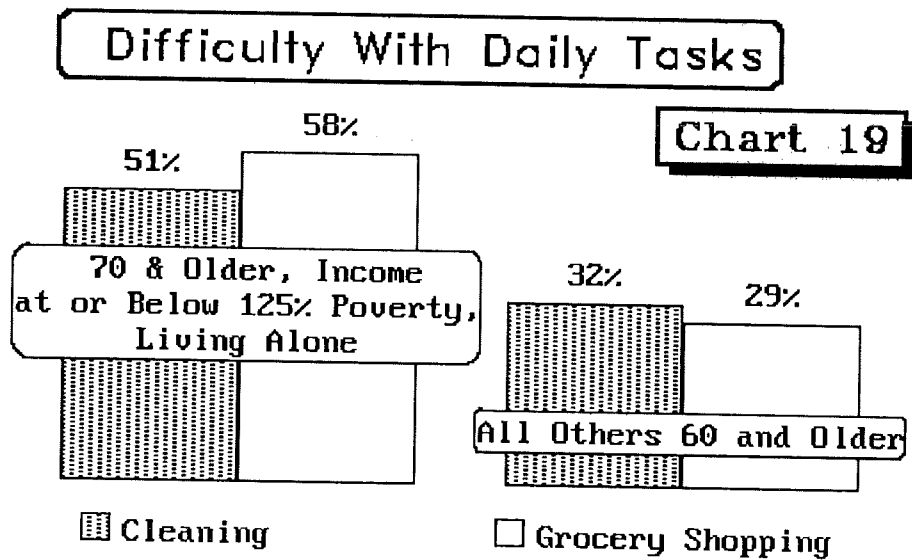 Difficulty With Daily Tasks
Chart 19
51%
58%
70 & Older, Income
at or Below 125% Poverty,
Living Alone
32%
29%
All Others 60 and Older
Cleaning
Grocery Shopping